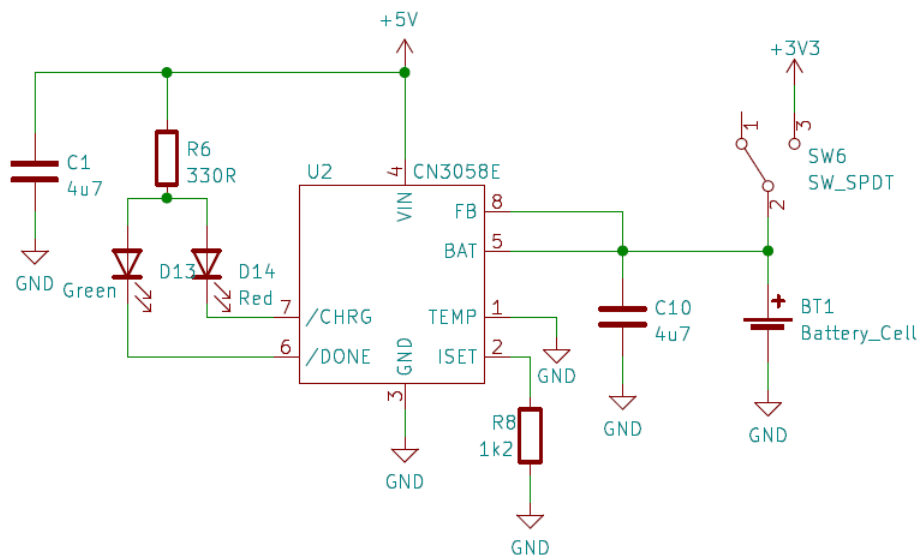 +5V
+3V3
C1
4u7
GND
R6
330R
U2
CN3058E
4
VIN
FB
8
BAT
5
TEMP
1
ISET
2
/CHRG
7
/DONE
6
GND
3
GND
Green
D13
D14
Red
GND
R8
1k2
GND
C10
4u7
GND
1
3
2
SW6
SW_SPDT
+
BT1
Battery_Cell
GND